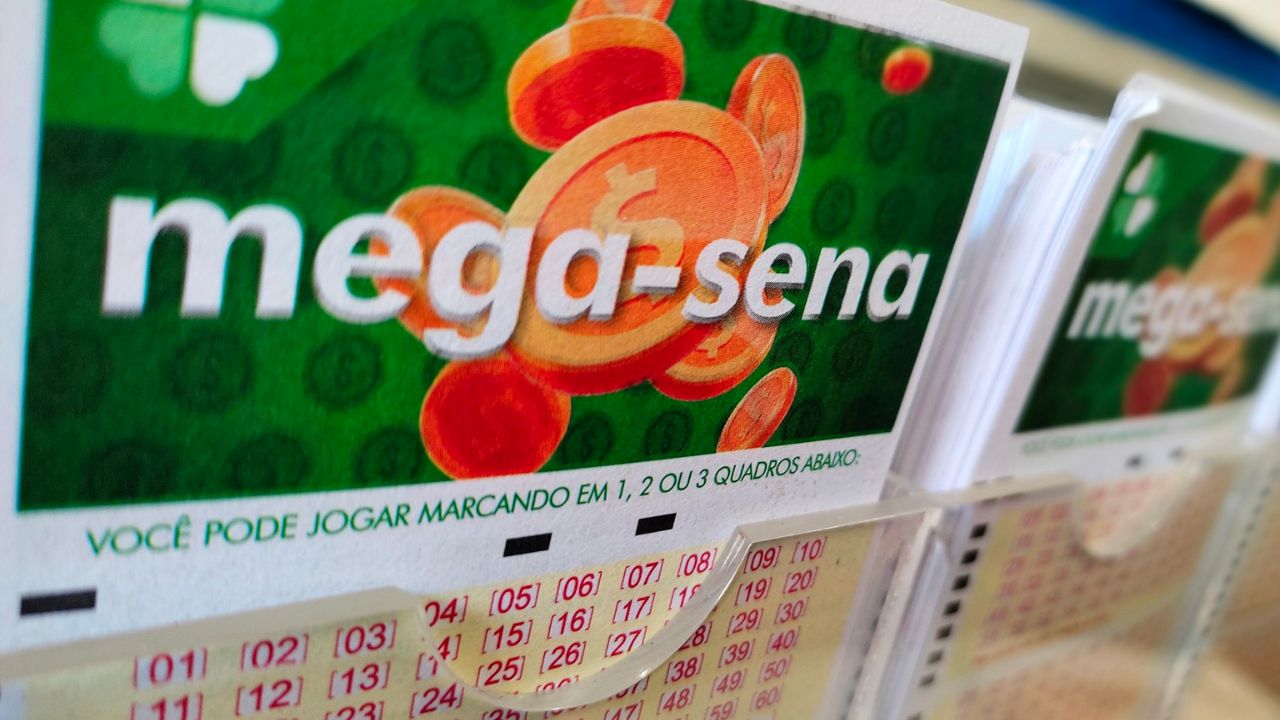 mega-sena
VOCÊ PODE JOGAR MARCANDO EM 1, 2 OU 3 QUADROS ABAIXO:
[01] [02] [03] 04] [05] [06] [07] [08] [09] [10]
[11] [12] [13] [15] [16] [17] [19] [20]
[24] [25] [26] [27] [29] [30]
[38] [39] [40]
[47] [48] [49] [50]
[59] [60]
mega-se